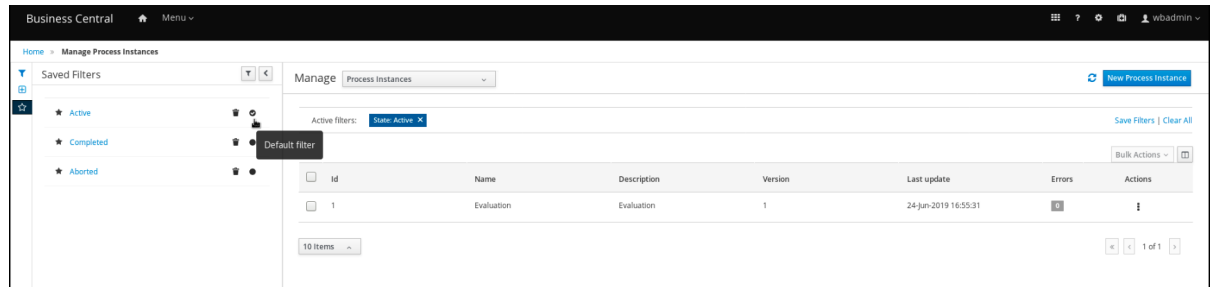 Business Central Menu ? wbadmin
Home > Manage Process Instances
Saved Filters
Active
Completed
Aborted
Default filter
Manage Process Instances New Process Instance
Active filters: State: Active × Save Filters | Clear All
Bulk Actions
Id Name Description Version Last update Errors Actions
1 Evaluation Evaluation 1 24-Jun-2019 16:55:31 0
10 Items « < 1 of 1 >